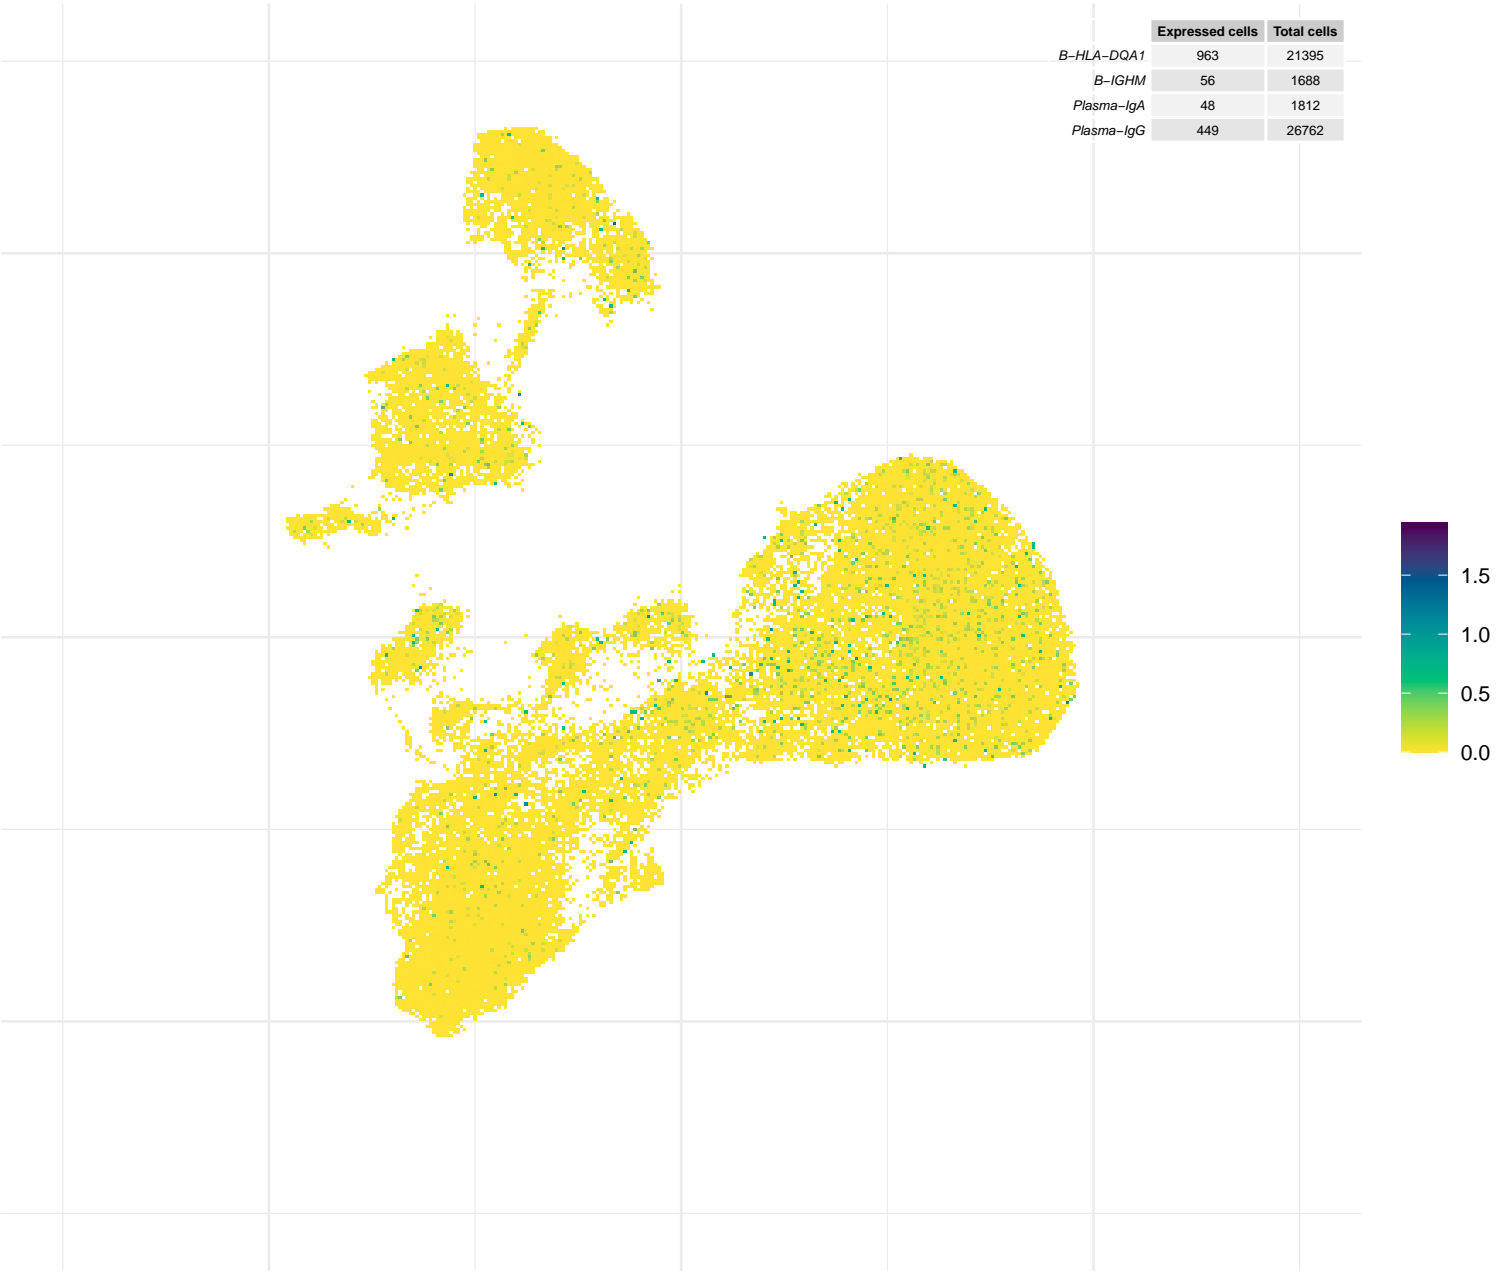 Expressed cells Total cells
B−HLA−DQA1 963 21395
B−IGHM 56 1688
Plasma−IgA 48 1812
Plasma−IgG 449 26762
1.5
1.0
0.5
0.0